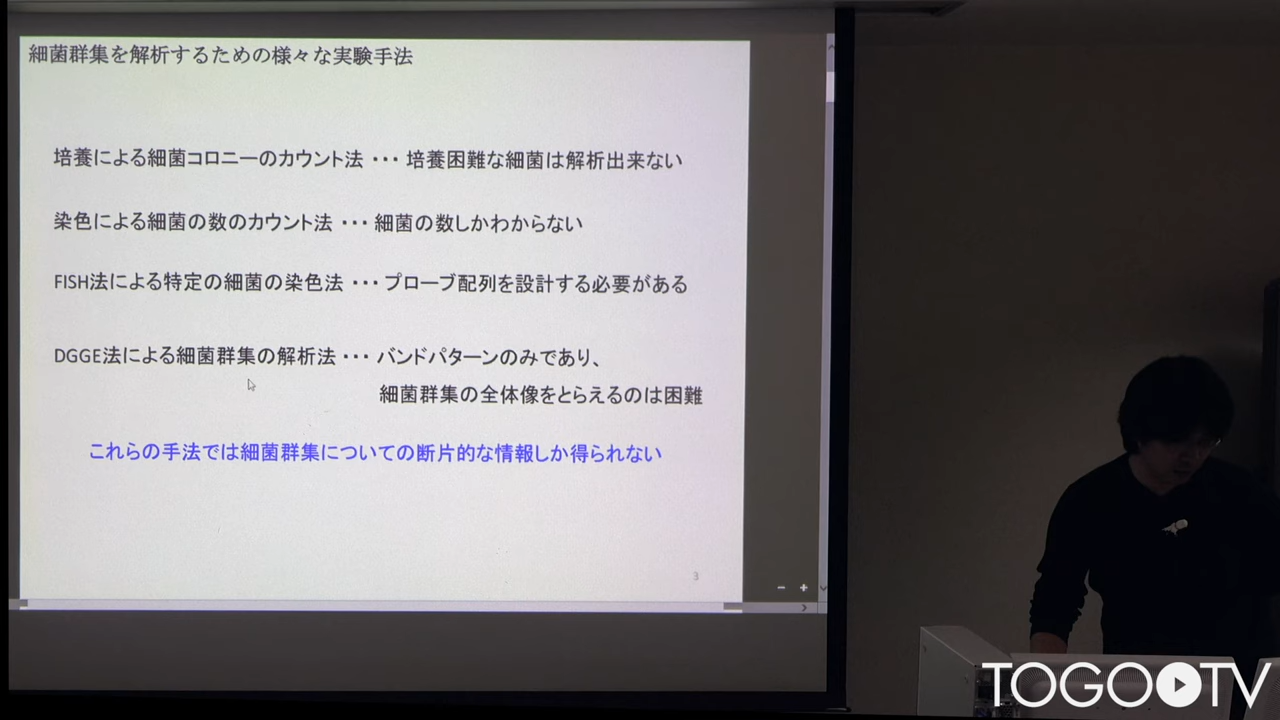 細菌群集を解析するための様々な実験手法
培養による細菌コロニーのカウント法 ･･･ 培養困難な細菌は解析出来ない
染色による細菌の数のカウント法 ･･･ 細菌の数しかわからない
FISH法による特定の細菌の染色法 ･･･ プローブ配列を設計する必要がある
DGGE法による細菌群集の解析法 ･･･ バンドパターンのみであり、
細菌群集の全体像をとらえるのは困難
これらの手法では細菌群集についての断片的な情報しか得られない
3
TOGO TV